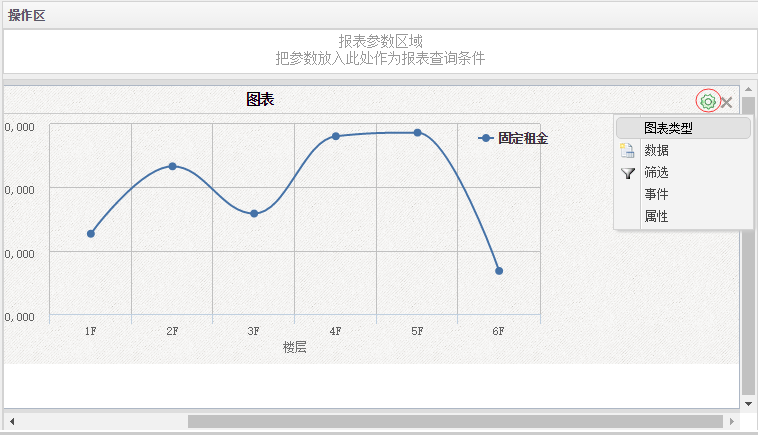 操作区
报表参数区域
把参数放入此处作为报表查询条件
图表
图表类型
数据
筛选
事件
属性
固定租金
0,000
0,000
0,000
0,000
1F 2F 3F 4F 5F 6F
楼层